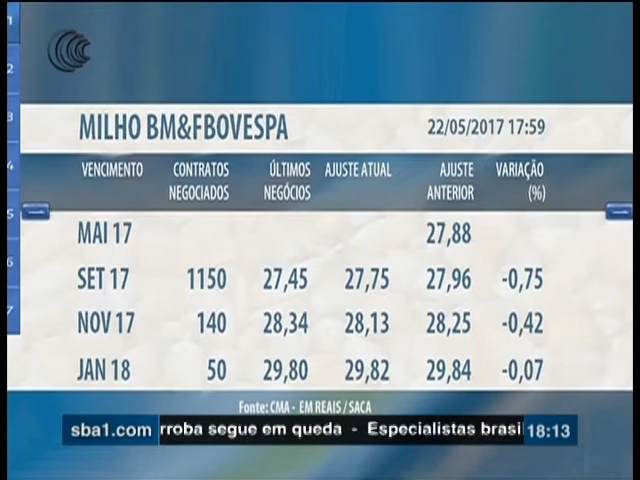 MILHO BM&FBOVESPA 22/05/2017 17:59
VENCIMENTO CONTRATOS NEGOCIADOS ÚLTIMOS NEGÓCIOS AJUSTE ATUAL AJUSTE ANTERIOR VARIAÇÃO (%)
MAI 17 27,88
SET 17 1150 27,45 27,75 27,96 -0,75
NOV 17 140 28,34 28,13 28,25 -0,42
JAN 18 50 29,80 29,82 29,84 -0,07
Fonte: CMA - EM REAIS / SACA
sba1.com rroba segue em queda - Especialistas brasi 18:13